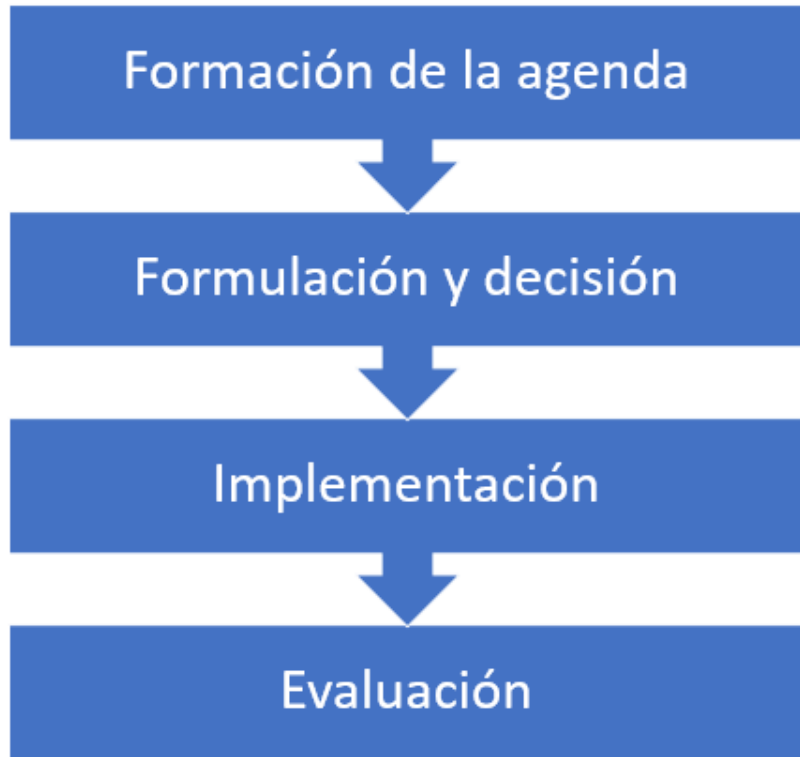 Formación de la agenda
Formulación y decisión
Implementación
Evaluación